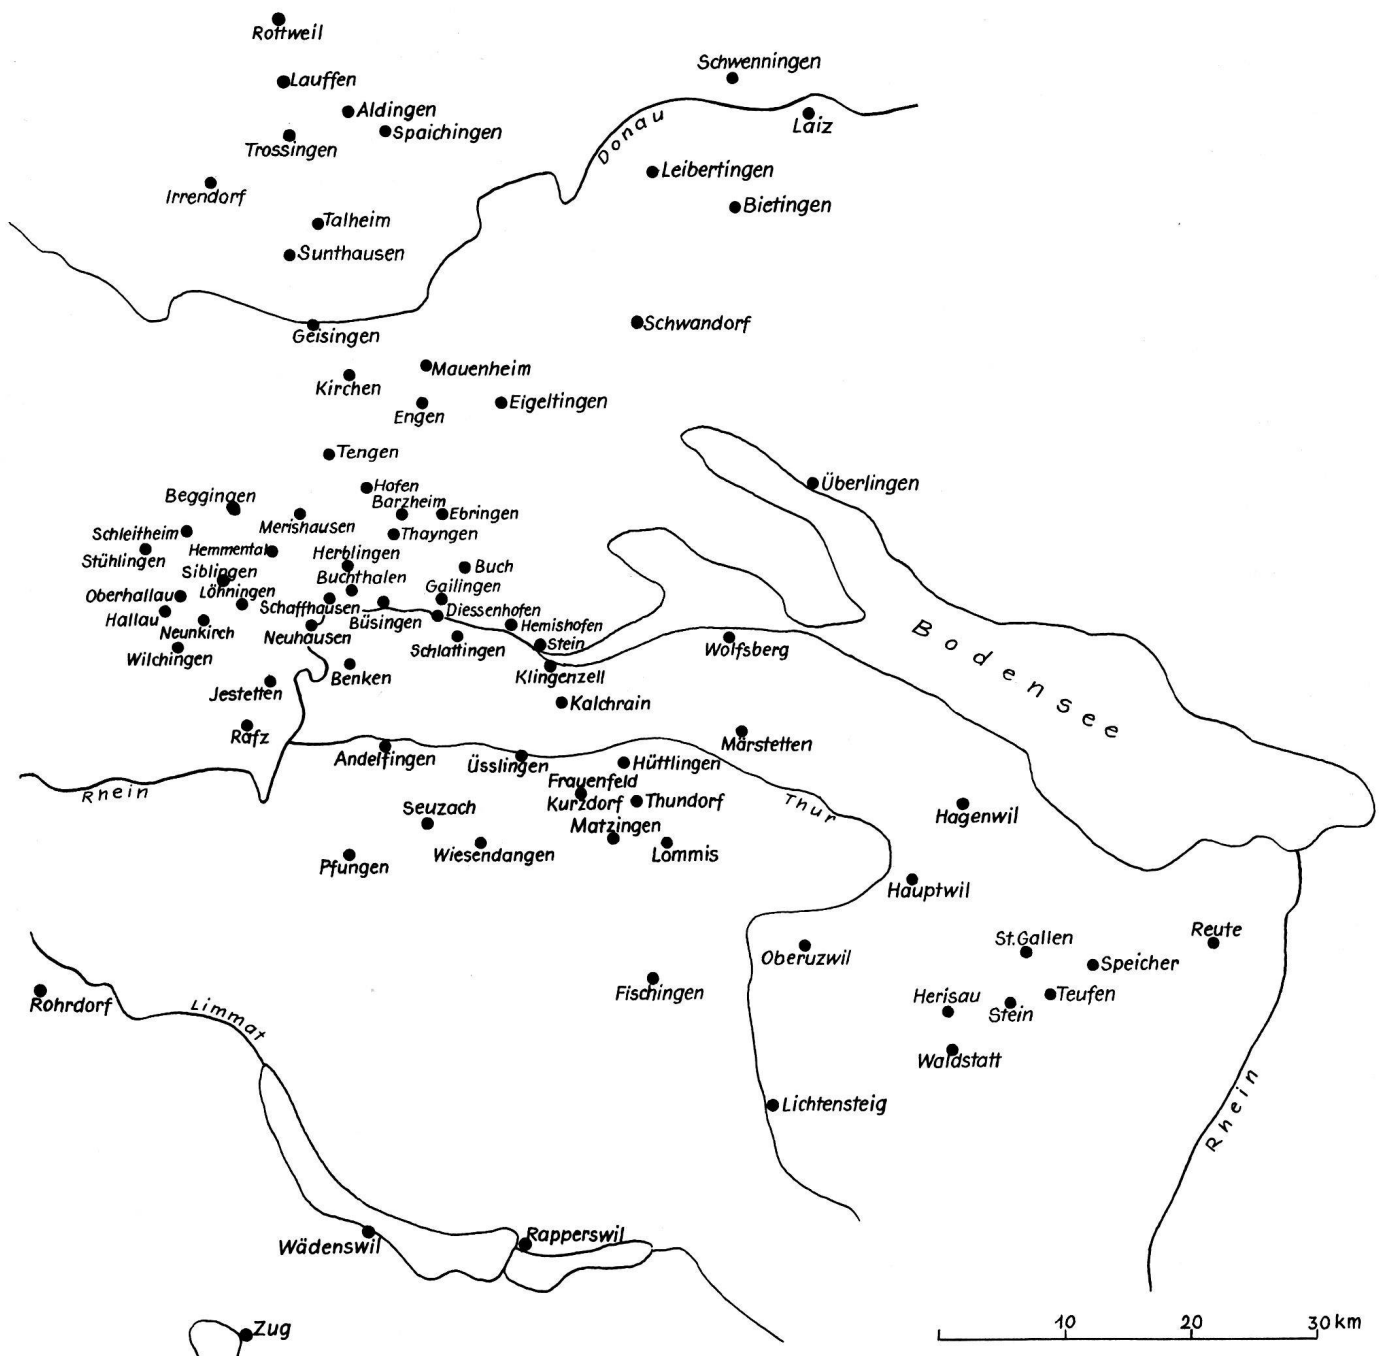 Rottweil
Schwenningen
Lauffen
Aldingen
Spaichingen
Laiz
Donau
Trossingen
Leibertingen
Irrendorf
Bietingen
Talheim
Sunthausen
Geisingen
Schwandorf
Mauenheim
Kirchen
Engen
Eigeltingen
Tengen
Überlingen
Hofen
Beggingen
Barzheim
Ebringen
Merishausen
Schleitheim
Thayngen
Hemmental
Herblingen
Stühlingen
Siblingen
Buch
Buchthalen
Löhningen
Gailingen
Oberhallau
Schaffhausen
Diessenhofen
Hallau
Büsingen
Hemishofen
Neunkirch
Neuhausen
Stein
Schlattingen
Wolfsberg
Wilchingen
Bodensee
Benken
Klingenzell
Jestetten
Kalchrain
Rafz
Märstetten
Andelfingen
Üsslingen
Hüttlingen
Frauenfeld
Rhein
Kurzdorf
Thundorf
Thur
Seuzach
Hagenwil
Matzingen
Wiesendangen
Lommis
Pfungen
Hauptwil
Reute
St.Gallen
Oberuzwil
Speicher
Fischingen
Herisau
Teufen
Rohrdorf
Limmat
Stein
Waldstatt
Lichtensteig
Rhein
Rapperswil
Wädenswil
Zug
10 20 30 km